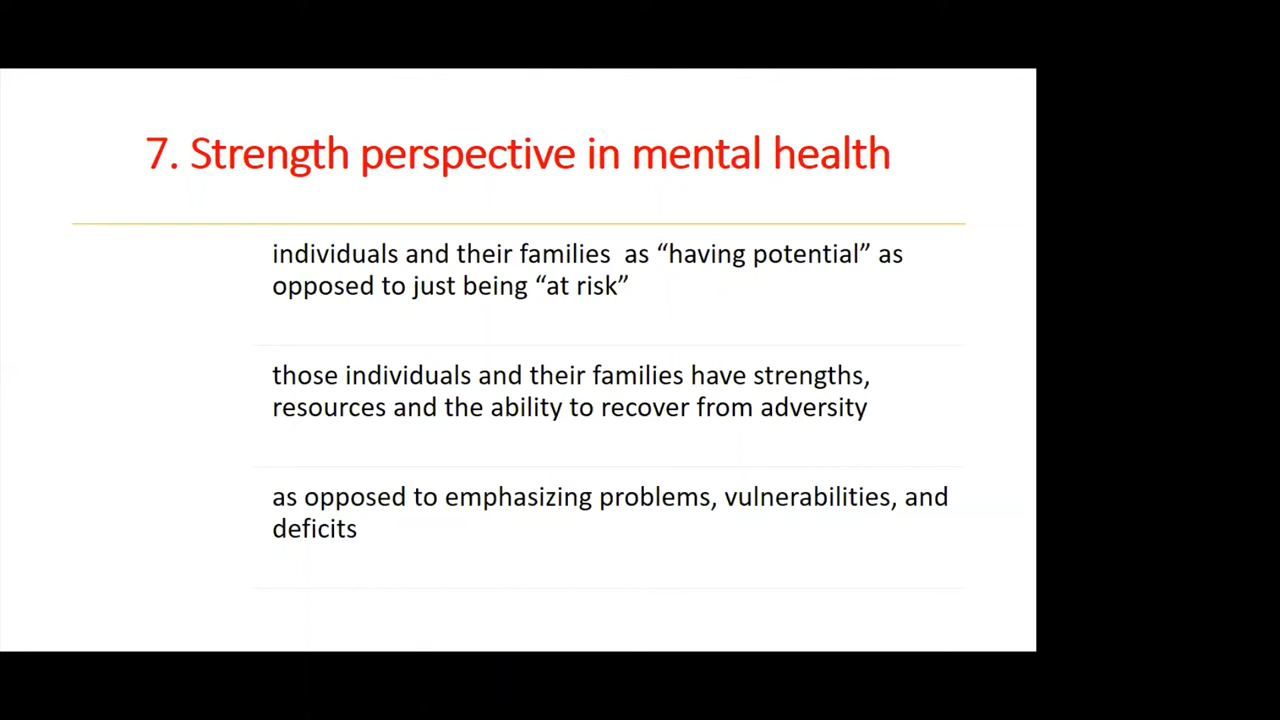 7. Strength perspective in mental health
individuals and their families as “having potential” as
opposed to just being “at risk”
those individuals and their families have strengths,
resources and the ability to recover from adversity
as opposed to emphasizing problems, vulnerabilities, and
deficits